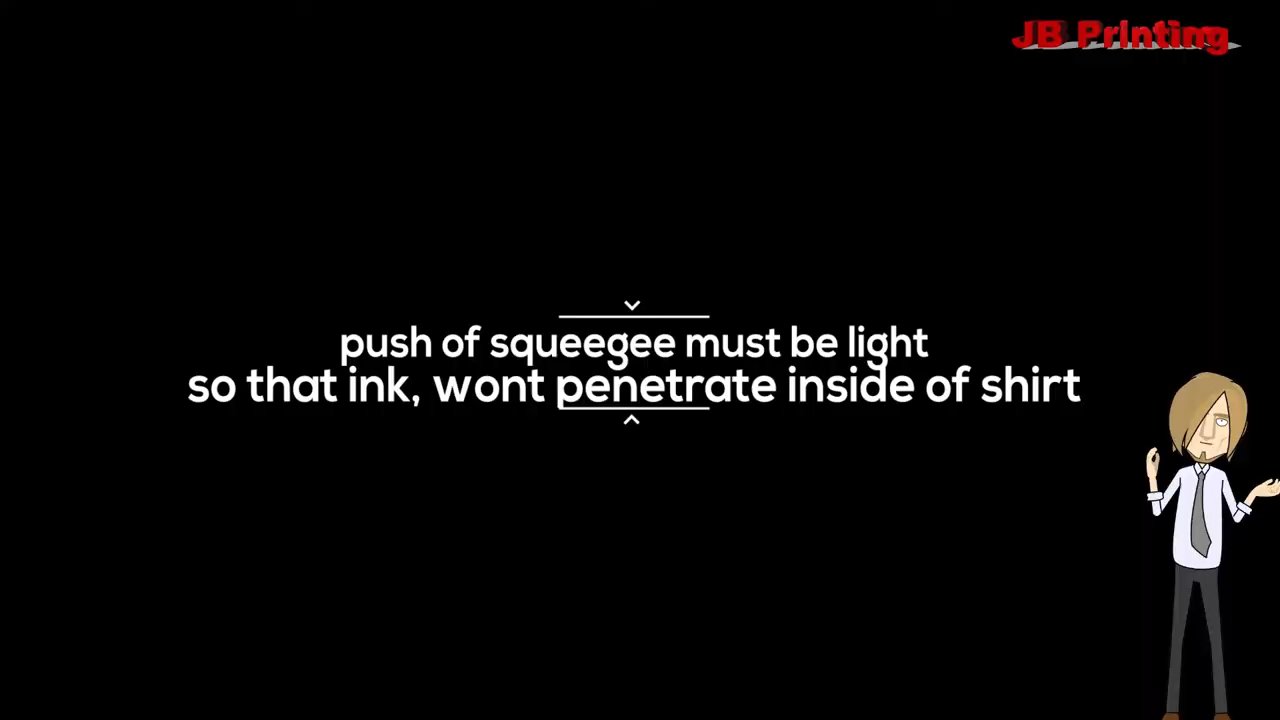 JB Printing
push of squeegee must be light
so that ink, wont penetrate inside of shirt